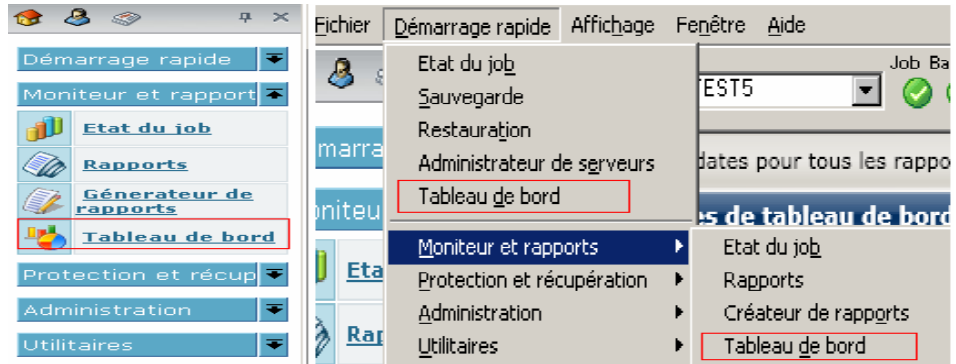 Démarrage rapide
Moniteur et rapport
Etat du job
Rapports
Génerateur de
rapports
Tableau de bord
Protection et récup
Administration
Utilitaires
Fichier Démarrage rapide Affichage Fenêtre Aide
Etat du job
Sauvegarde
Restauration
Administrateur de serveurs
Tableau de bord
Moniteur et rapports
Protection et récupération
Administration
Utilitaires
Job Ba
TEST5
marra
dates pour tous les rappo
niteu
s de tableau de bord
Eta
Rap
Etat du job
Rapports
Créateur de rapports
Tableau de bord